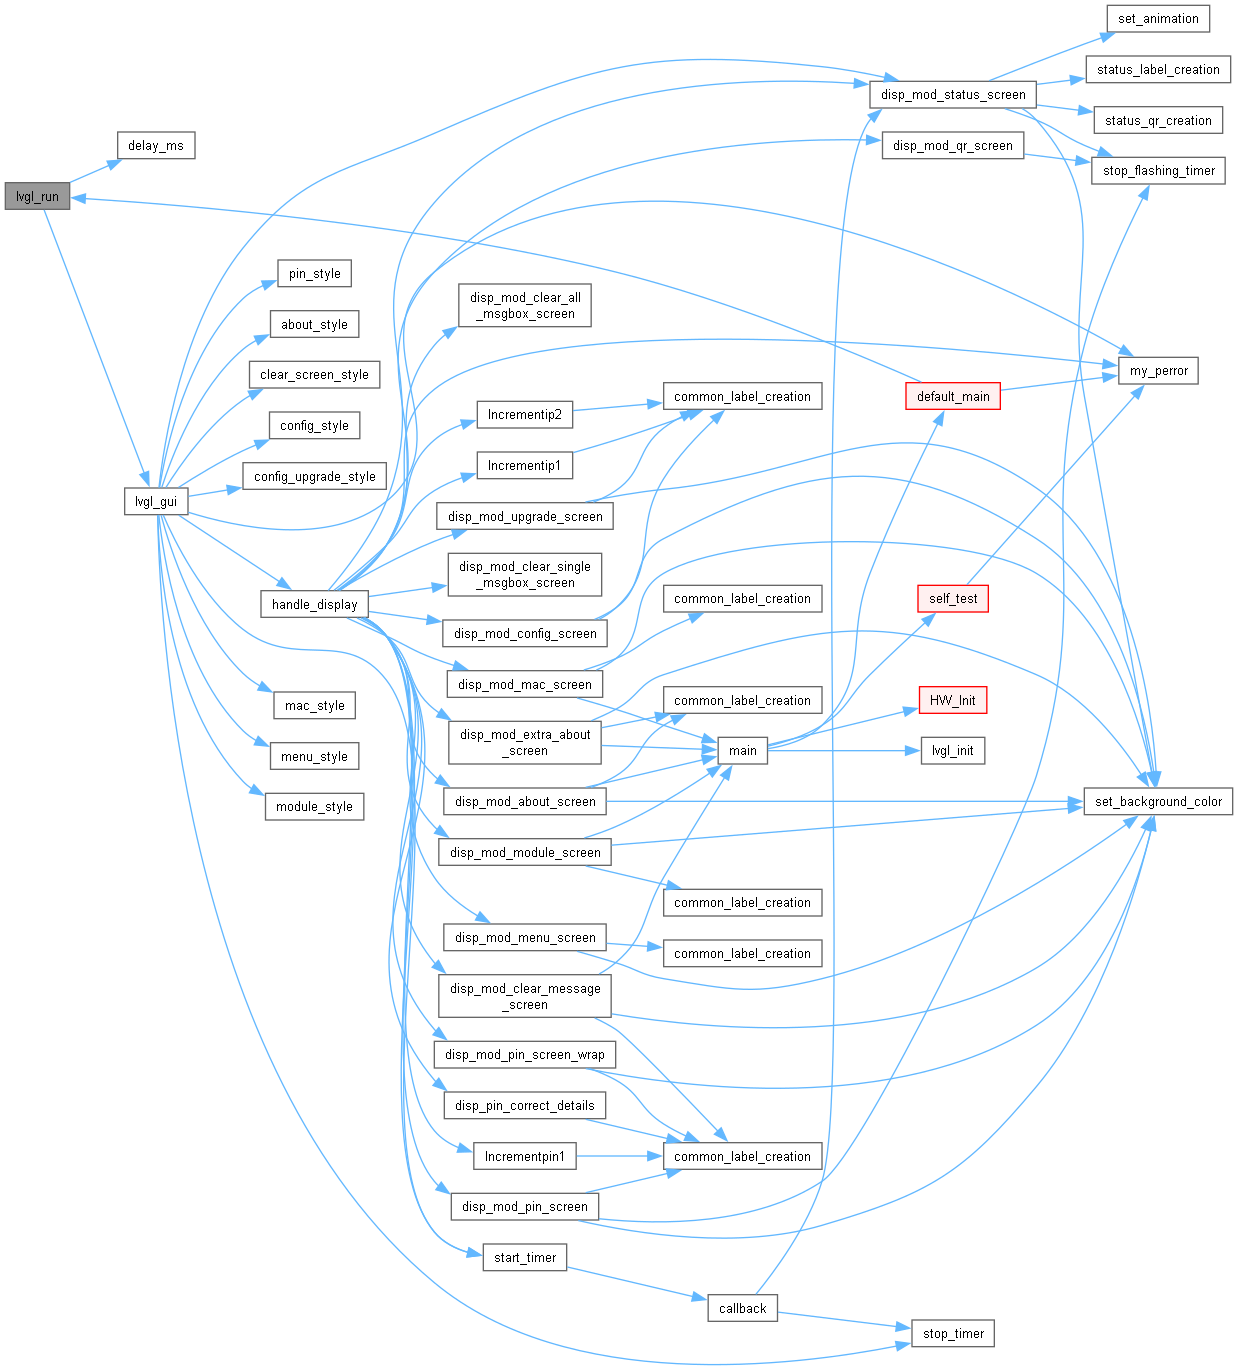 set_animation
status_label_creation
disp_mod_status_screen
status_qr_creation
delay_ms
disp_mod_qr_screen
stop_flashing_timer
lvgl_run
pin_style
disp_mod_clear_all
_msgbox_screen
about_style
clear_screen_style
my_perror
common_label_creation
default_main
Incrementip2
config_style
Incrementip1
config_upgrade_style
lvgl_gui
disp_mod_upgrade_screen
disp_mod_clear_single
_msgbox_screen
handle_display
common_label_creation
self_test
disp_mod_config_screen
disp_mod_mac_screen
mac_style
common_label_creation
HW_Init
disp_mod_extra_about
_screen
main
lvgl_init
menu_style
module_style
disp_mod_about_screen
set_background_color
disp_mod_module_screen
common_label_creation
disp_mod_menu_screen
common_label_creation
disp_mod_clear_message
_screen
disp_mod_pin_screen_wrap
disp_pin_correct_details
Incrementpin1
common_label_creation
disp_mod_pin_screen
start_timer
callback
stop_timer